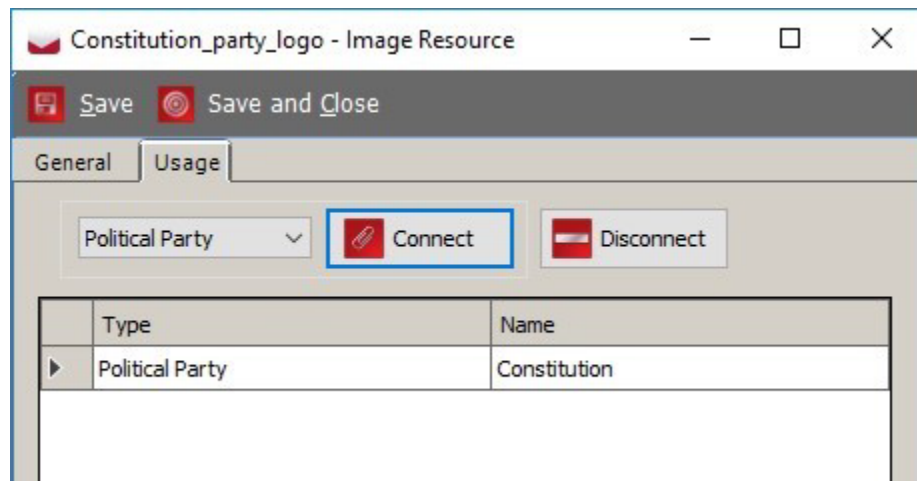 Constitution_party_logo - Image Resource
Save Save and Close
General Usage
Political Party Connect Disconnect
Type Name
Political Party Constitution